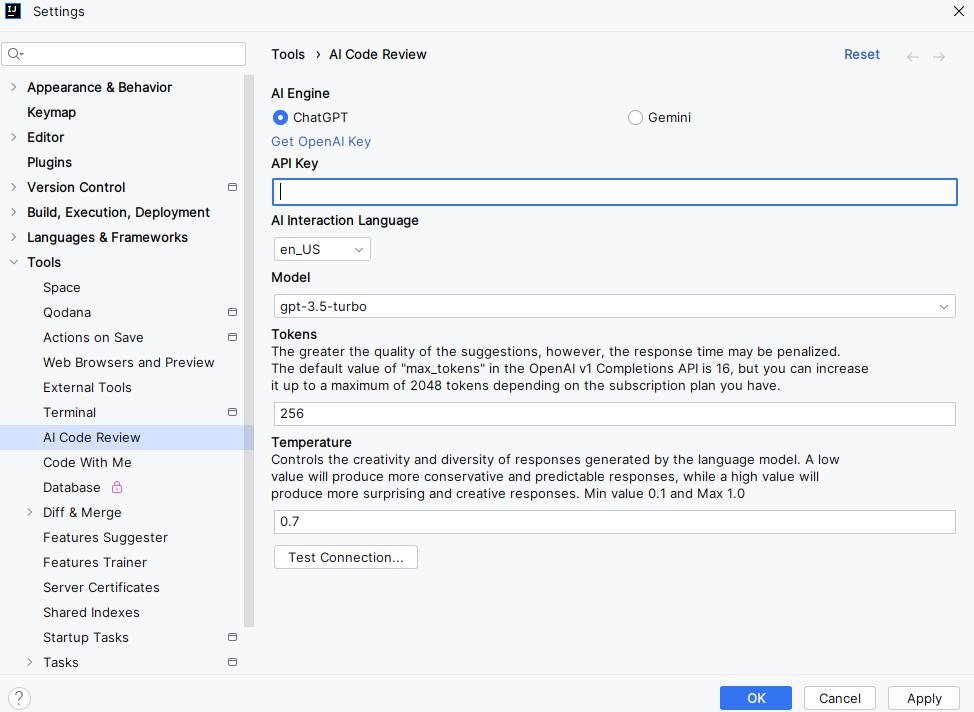 IJ
Settings
Tools › AI Code Review
Reset
Appearance & Behavior
Keymap
Editor
Plugins
Version Control
Build, Execution, Deployment
Languages & Frameworks
Tools
Space
Qodana
Actions on Save
Web Browsers and Preview
External Tools
Terminal
AI Code Review
Code With Me
Database
Diff & Merge
Features Suggester
Features Trainer
Server Certificates
Shared Indexes
Startup Tasks
Tasks
AI Engine
ChatGPT
Gemini
Get OpenAI Key
API Key
AI Interaction Language
en_US
Model
gpt-3.5-turbo
Tokens
The greater the quality of the suggestions, however, the response time may be penalized.
The default value of "max_tokens" in the OpenAI v1 Completions API is 16, but you can increase
it up to a maximum of 2048 tokens depending on the subscription plan you have.
256
Temperature
Controls the creativity and diversity of responses generated by the language model. A low
value will produce more conservative and predictable responses, while a high value will
produce more surprising and creative responses. Min value 0.1 and Max 1.0
0.7
Test Connection...
?
OK
Cancel
Apply